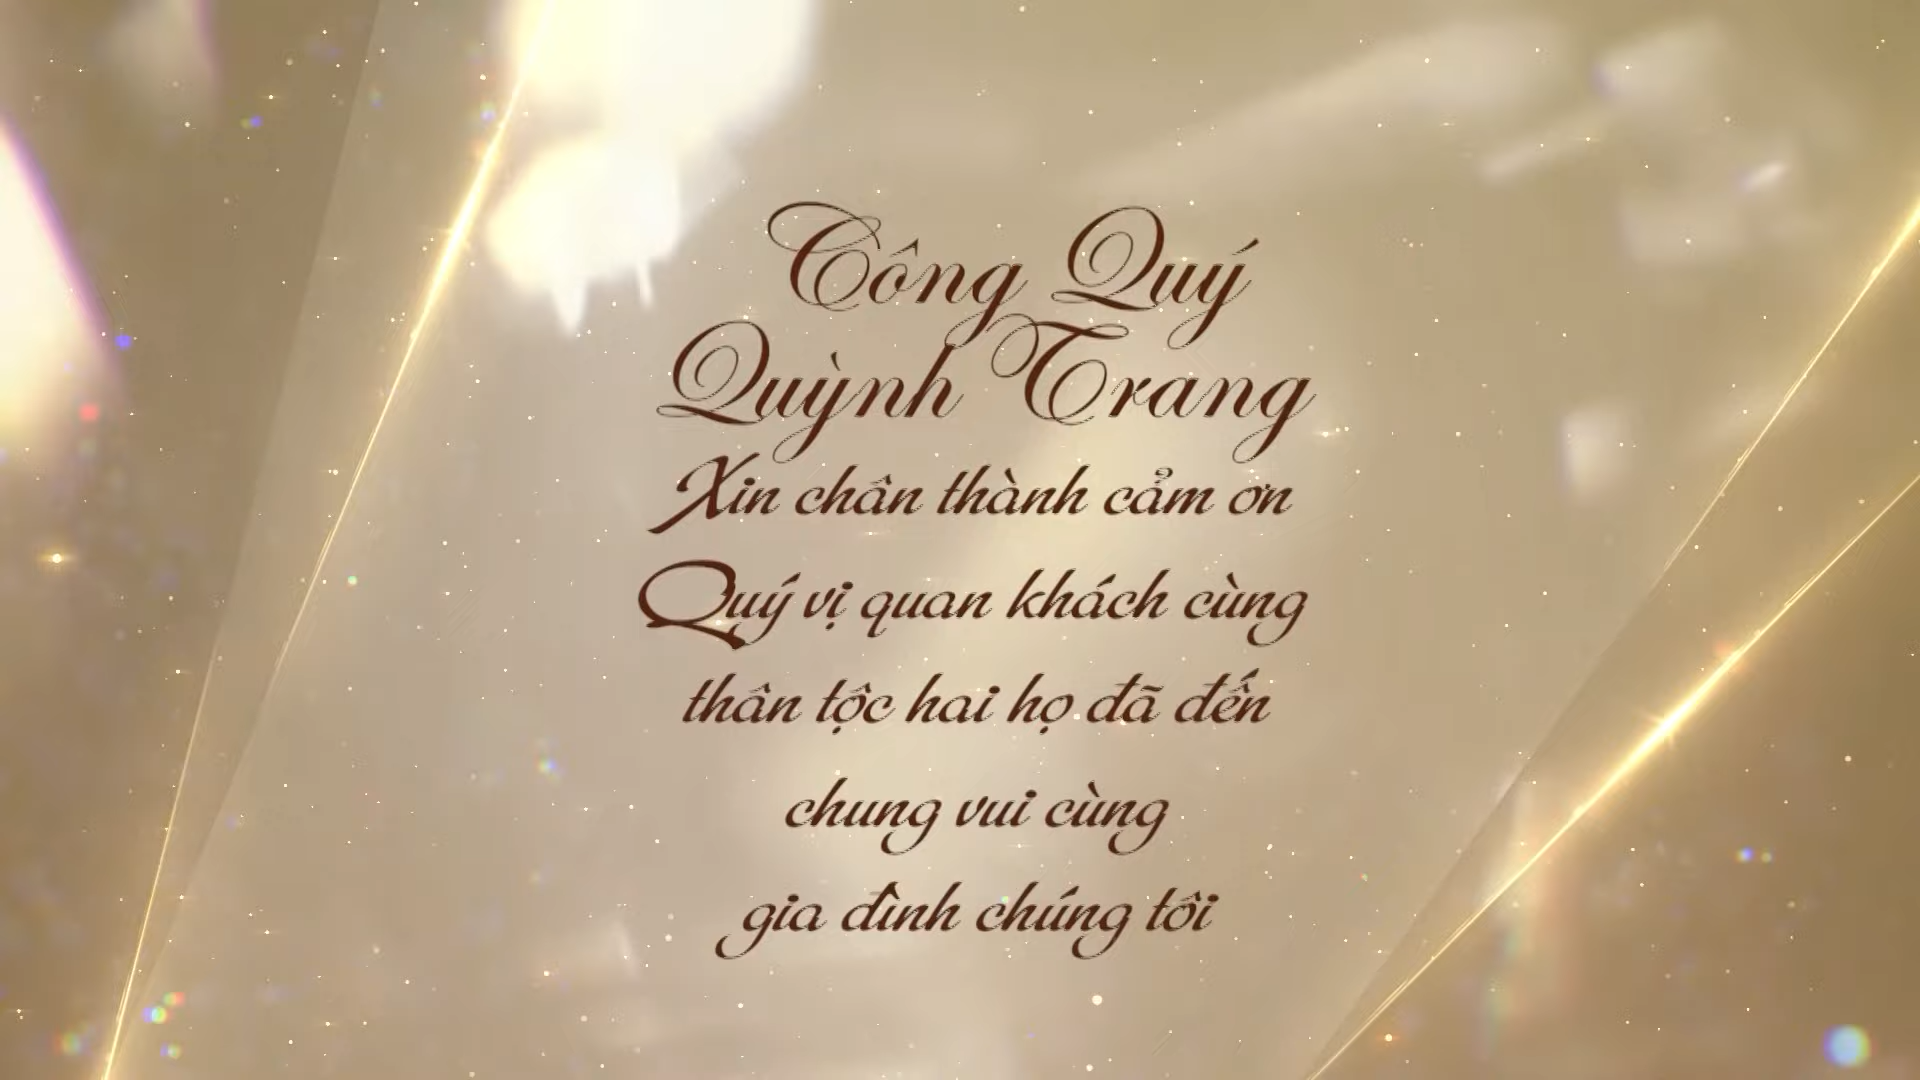 Công Quý
Quỳnh Trang
Xin chân thành cảm ơn
Quý vị quan khách cùng
thân tộc hai họ đã đến
chung vui cùng
gia đình chúng tôi